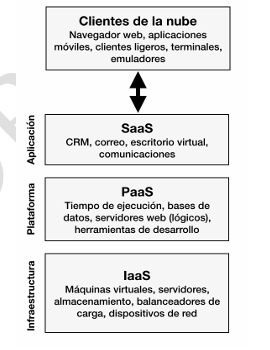 Clientes de la nube
Navegador web, aplicaciones
móviles, clientes ligeros, terminales,
emuladores
Aplicación
SaaS
CRM, correo, escritorio virtual,
comunicaciones
Plataforma
PaaS
Tiempo de ejecución, bases de
datos, servidores web (lógicos),
herramientas de desarrollo
Infraestructura
IaaS
Máquinas virtuales, servidores,
almacenamiento, balanceadores de
carga, dispositivos de red